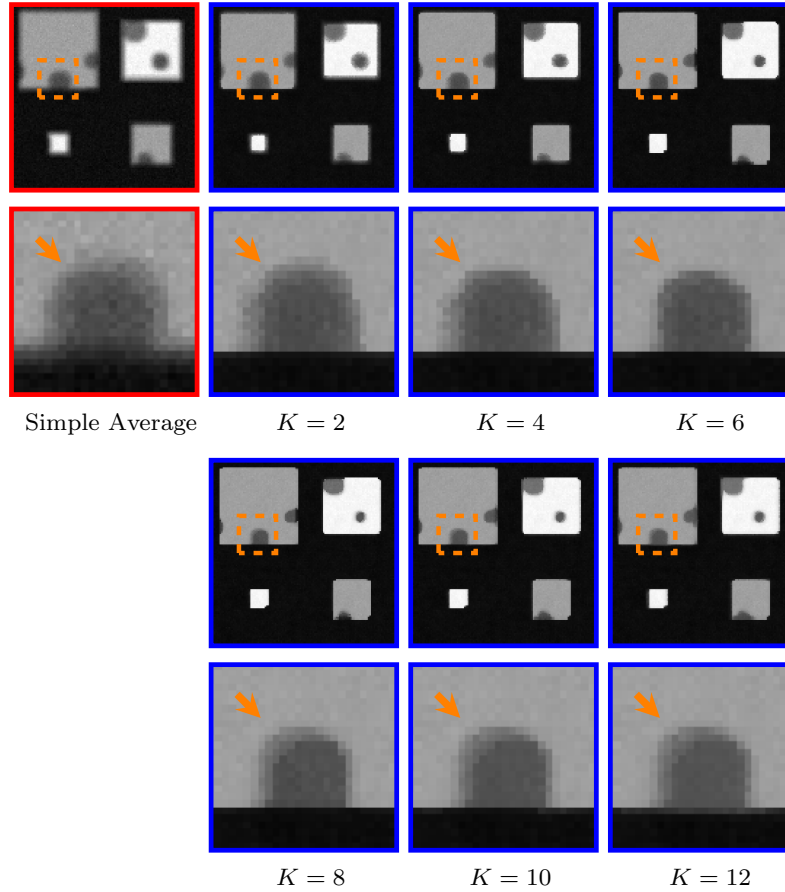 Simple Average
K = 2
K = 4
K = 6
K = 8
K = 10
K = 12